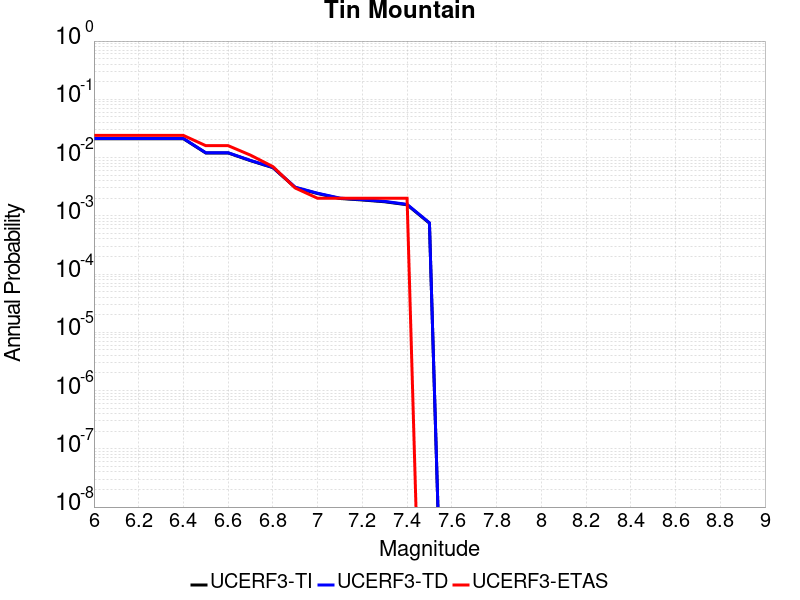 Tin Mountain
10^0
10^-1
10^-2
10^-3
10^-4
10^-5
10^-6
10^-7
10^-8
Annual Probability
6 6.2 6.4 6.6 6.8 7 7.2 7.4 7.6 7.8 8 8.2 8.4 8.6 8.8 9
Magnitude
UCERF3-TI UCERF3-TD UCERF3-ETAS